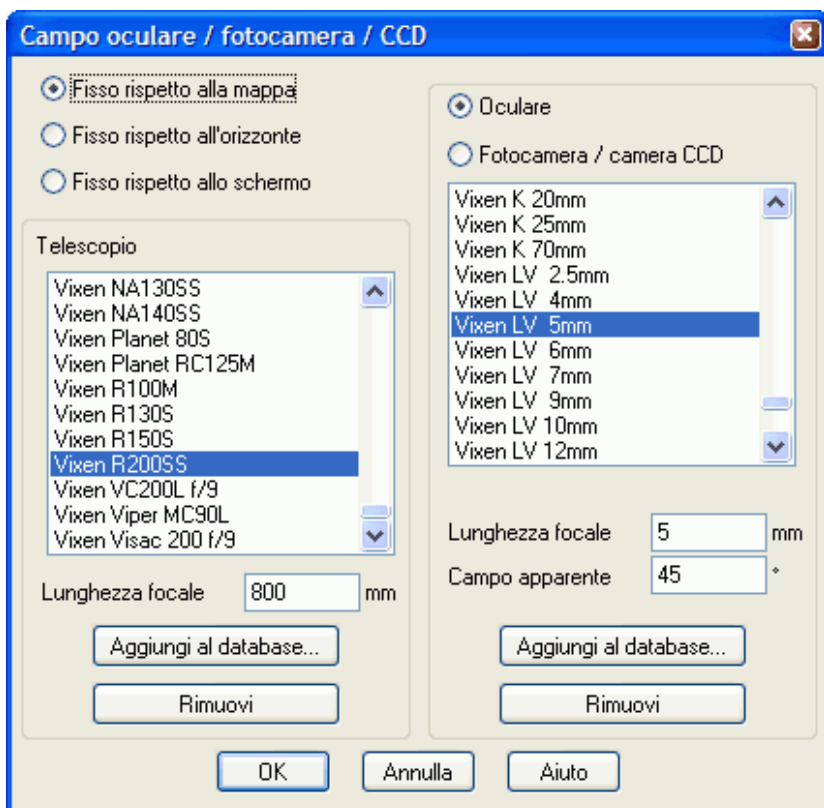 Campo oculare / fotocamera / CCD
Fisso rispetto alla mappa
Fisso rispetto all'orizzonte
Fisso rispetto allo schermo
Telescopio
Vixen NA130SS
Vixen NA140SS
Vixen Planet 80S
Vixen Planet RC125M
Vixen R100M
Vixen R130S
Vixen R150S
Vixen R200SS
Vixen VC200L f/9
Vixen Viper MC90L
Vixen Visac 200 f/9
Lunghezza focale 800 mm
Aggiungi al database...
Rimuovi
Oculare
Fotocamera / camera CCD
Vixen K 20mm
Vixen K 25mm
Vixen K 70mm
Vixen LV 2.5mm
Vixen LV 4mm
Vixen LV 5mm
Vixen LV 6mm
Vixen LV 7mm
Vixen LV 9mm
Vixen LV 10mm
Vixen LV 12mm
Lunghezza focale 5 mm
Campo apparente 45 °
Aggiungi al database...
Rimuovi
OK Annulla Aiuto